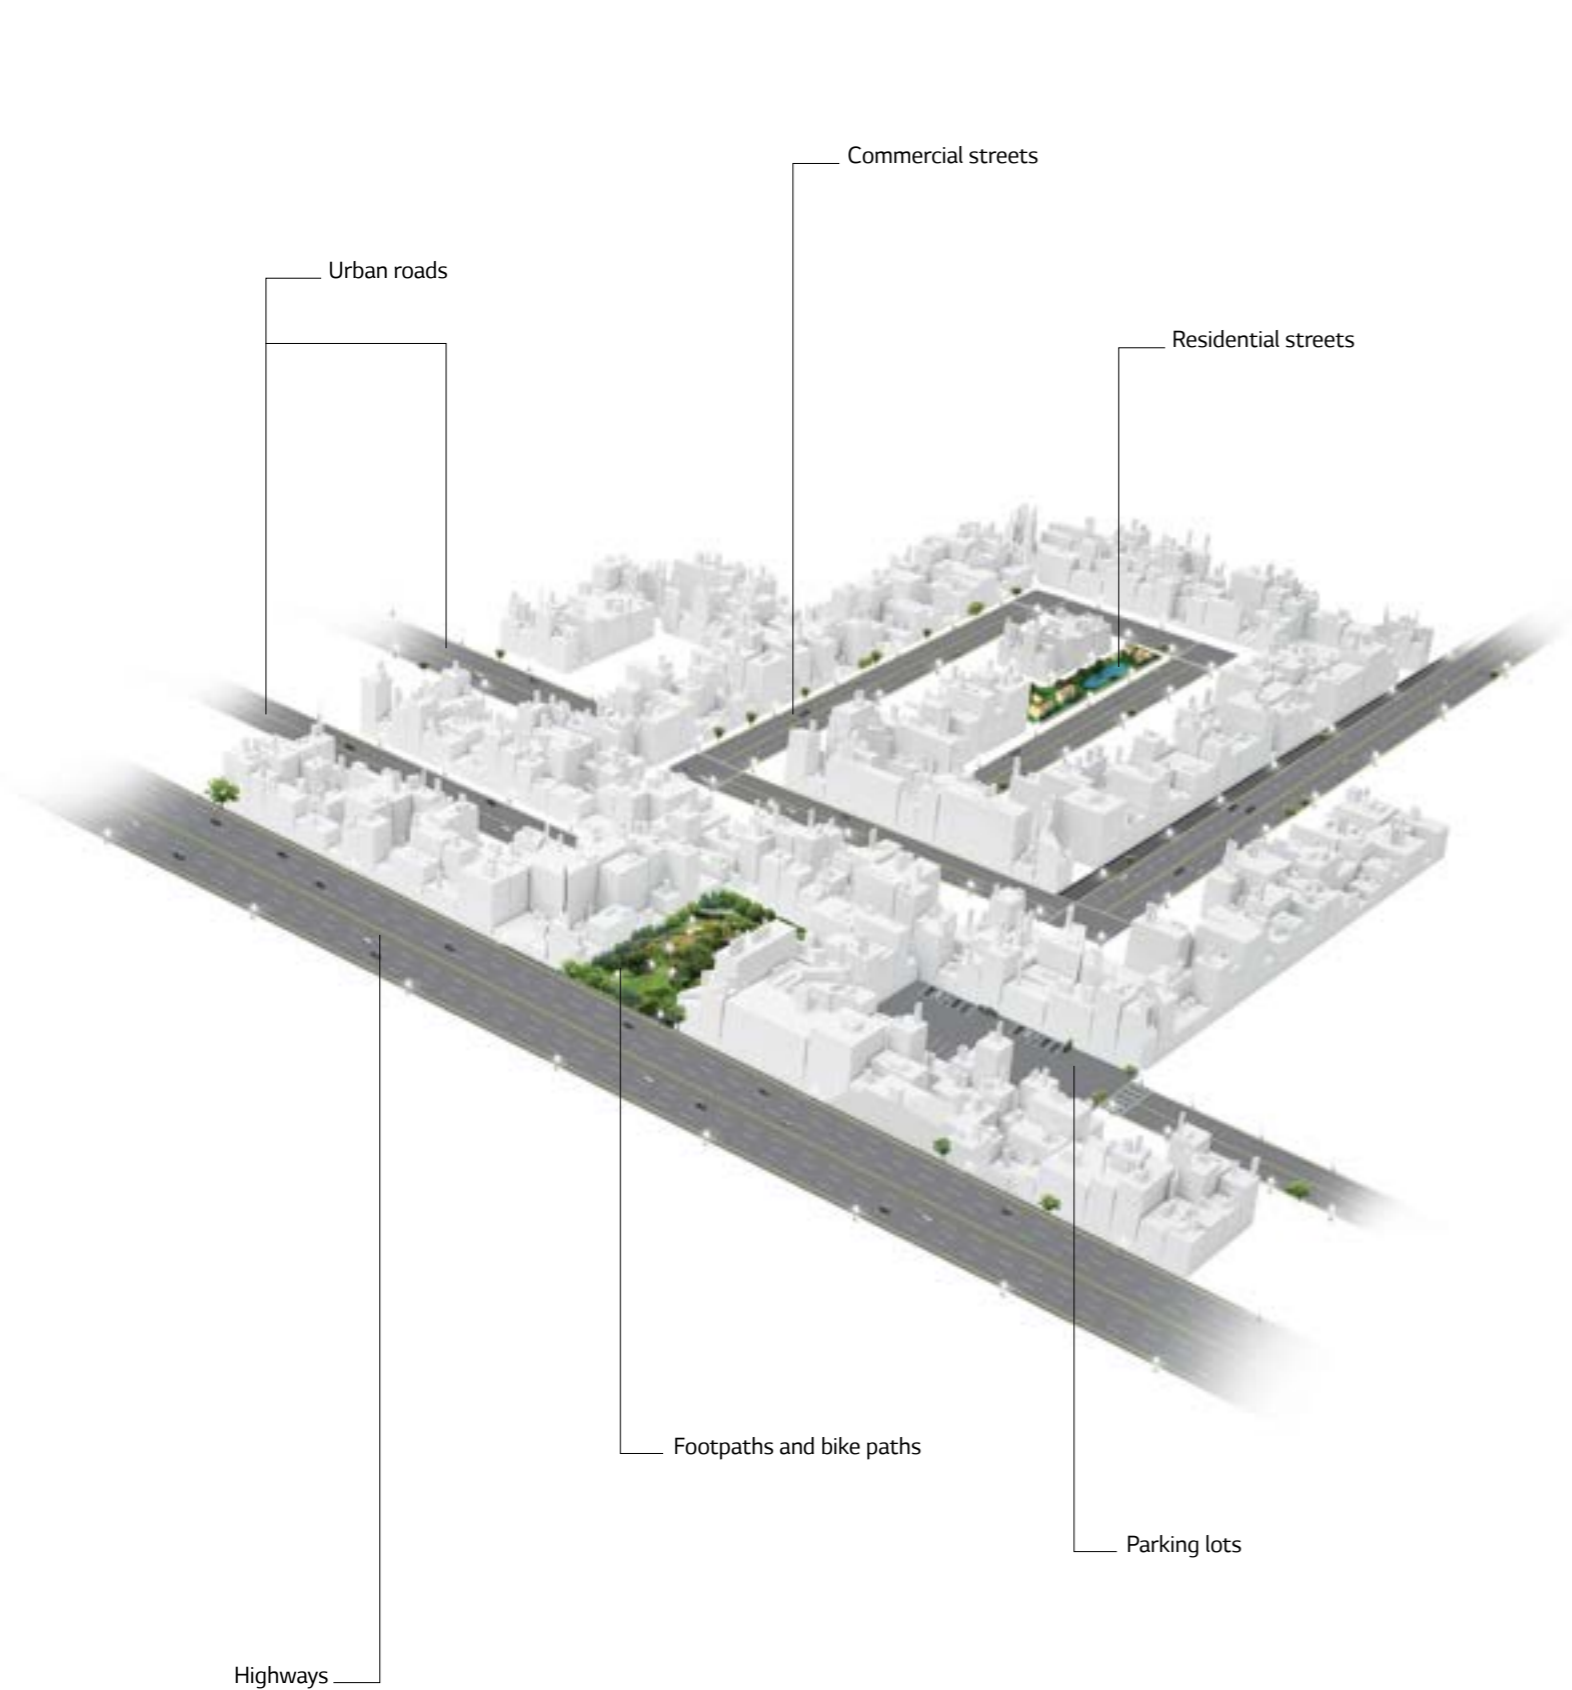 Commercial streets
Urban roads
Residential streets
Footpaths and bike paths
Parking lots
Highways